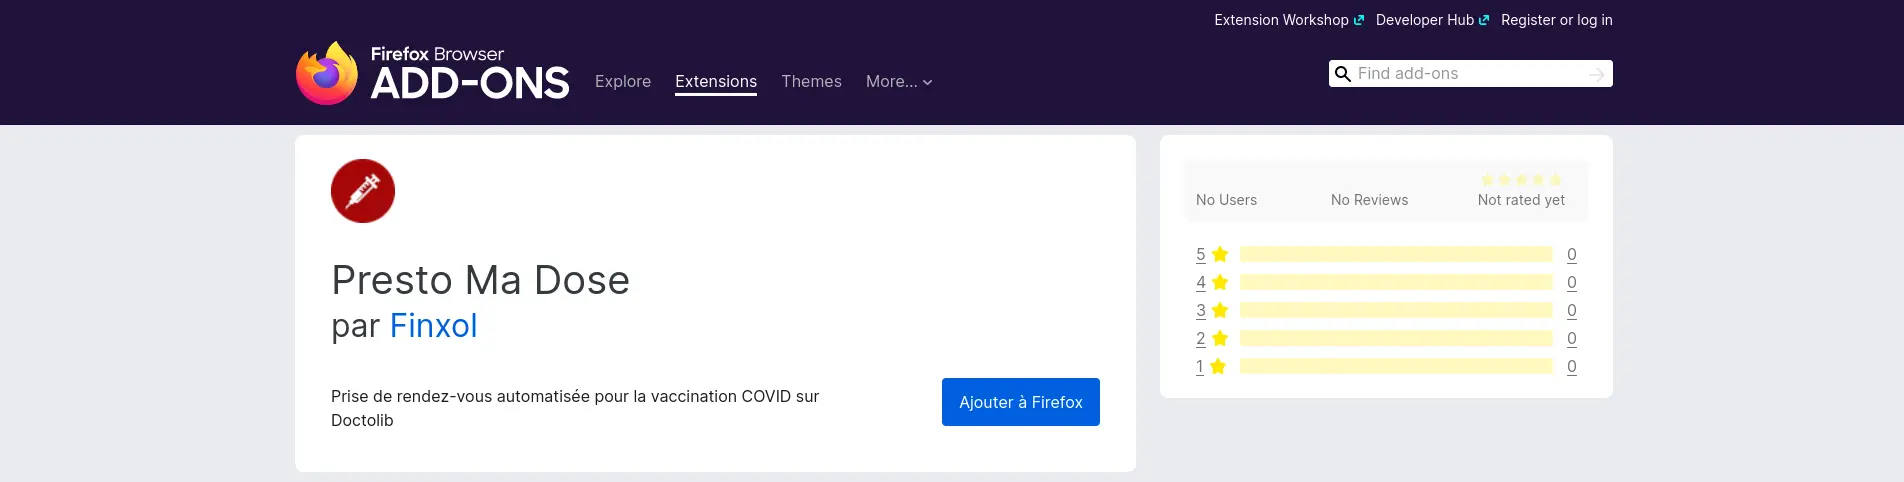 Extension Workshop Developer Hub Register or log in
Firefox Browser
ADD-ONS
Explore Extensions Themes More...
Find add-ons
Presto Ma Dose
par Finxol
Prise de rendez-vous automatisée pour la vaccination COVID sur
Doctolib
Ajouter à Firefox
No Users No Reviews Not rated yet
5 0
4 0
3 0
2 0
1 0